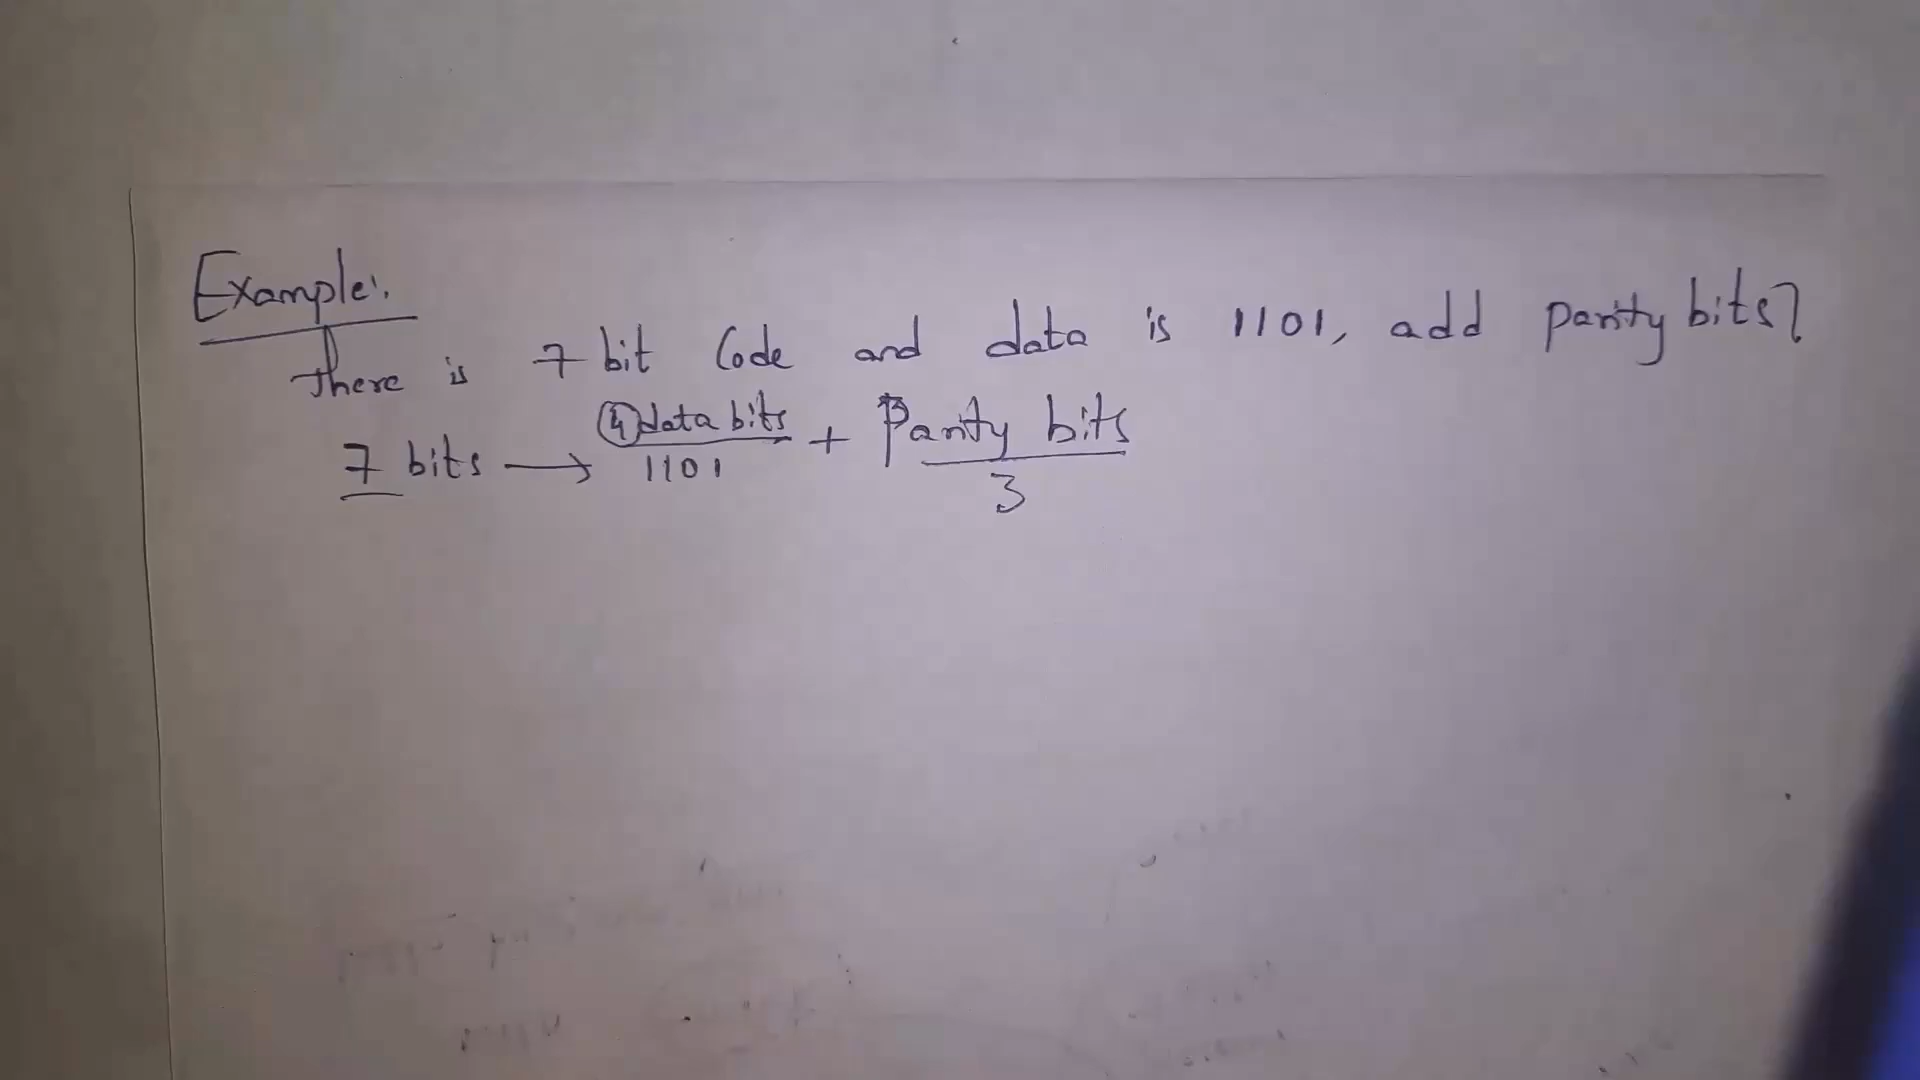 Example:
There is 7 bit Code and data is 1101, add parity bits?
7 bits → 4 data bits + Parity bits
1101 3